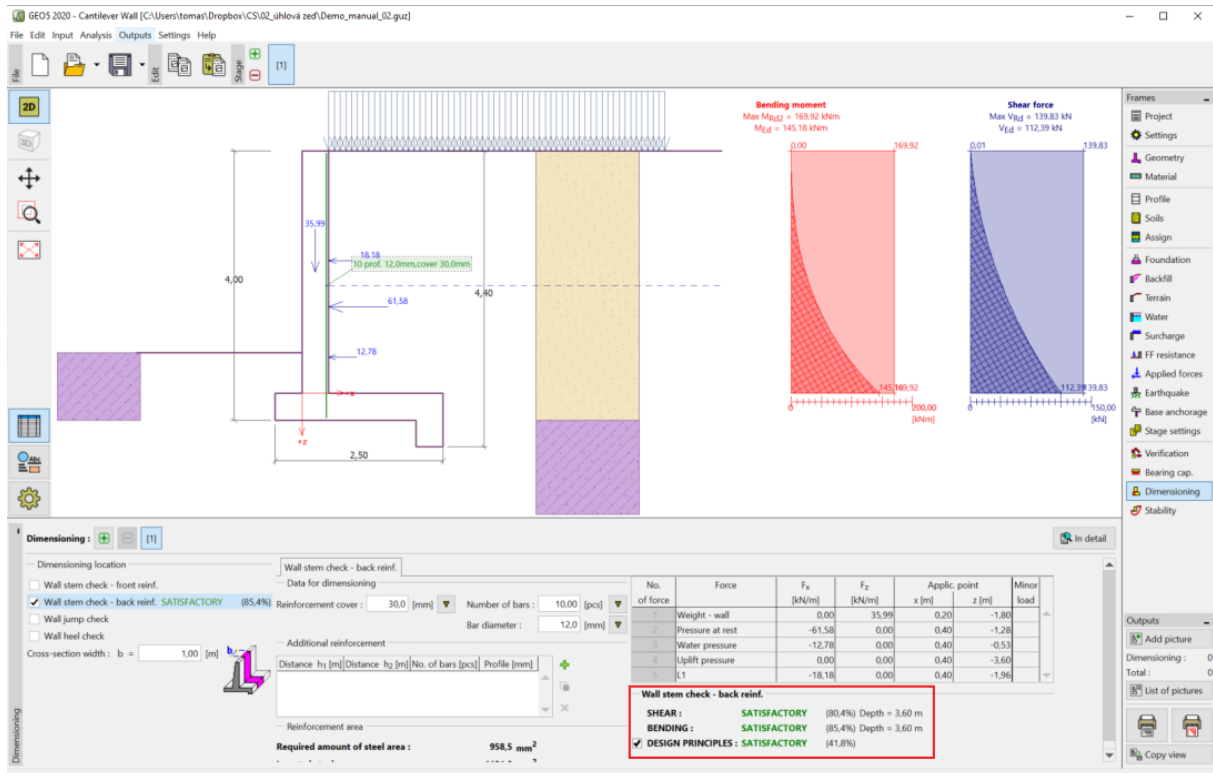 GEO5 2020 - Cantilever Wall [C:\Users\tomas\Dropbox\CS\02_úhlová zed\Demo_manual_02.guz]
File Edit Input Analysis Outputs Settings Help
File
Edit
Stage
[1]
2D
3D
Abc
4,00
35,99
18,18
10 prof. 12,0mm,cover 30,0mm
61,58
4,40
12,78
+x
+z
2,50
Bending moment
Max MRd2 = 169,92 kNm
MEd = 145,18 kNm
0,00
169,92
169,92
0
200,00
[kNm]
Shear force
Max VRd = 139,83 kN
VEd = 112,39 kN
0,01
139,83
112,39
139,83
0
150,00
[kN]
Frames
Project
Settings
Geometry
Material
Profile
Soils
Assign
Foundation
Backfill
Terrain
Water
Surcharge
FF resistance
Applied forces
Earthquake
Base anchorage
Stage settings
Verification
Bearing cap.
Dimensioning
Stability
Outputs
Add picture
Dimensioning : 0
Total : 0
List of pictures
Copy view
Dimensioning
Dimensioning : [1]
In detail
Dimensioning location
Wall stem check - front reinf.
Wall stem check - back reinf. SATISFACTORY (85,4%)
Wall jump check
Wall heel check
Cross-section width : b = 1,00 [m]
b
Wall stem check - back reinf.
Data for dimensioning
Reinforcement cover : 30,0 [mm] Number of bars : 10,00 [pcs]
Bar diameter : 12,0 [mm]
Additional reinforcement
Distance h1 [m] Distance h2 [m] No. of bars [pcs] Profile [mm]
Reinforcement area
Required amount of steel area : 958,5 mm2
No. Force Fx Fz Applic. point Minor
of force [kN/m] [kN/m] x [m] z [m] load
1 Weight - wall 0,00 35,99 0,20 -1,80
2 Pressure at rest -61,58 0,00 0,40 -1,28
3 Water pressure -12,78 0,00 0,40 -0,53
4 Uplift pressure 0,00 0,00 0,40 -3,60
5 L1 -18,18 0,00 0,40 -1,96
Wall stem check - back reinf.
SHEAR : SATISFACTORY (80,4%) Depth = 3,60 m
BENDING : SATISFACTORY (85,4%) Depth = 3,60 m
DESIGN PRINCIPLES : SATISFACTORY (41,8%)